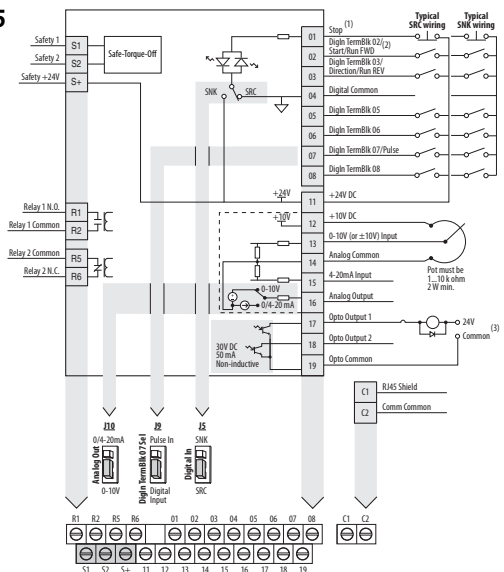 5
Typical SRC wiring
Typical SNK wiring
Safety 1
Safety 2
Safety +24V
S1
S2
S+
Safe-Torque-Off
SNK
SRC
01
Stop (1)
02
DigIn TermBlk 02/ (2)
Start/Run FWD
03
DigIn TermBlk 03/
Direction/Run REV
04
Digital Common
05
DigIn TermBlk 05
06
DigIn TermBlk 06
07
DigIn TermBlk 07/Pulse
08
DigIn TermBlk 08
+24V
11
+24V DC
+10V
12
+10V DC
13
0-10V (or ±10V) Input
14
Analog Common
15
4-20mA Input
16
Analog Output
Pot must be
1...10 k ohm
2 W min.
0-10V
0/4-20 mA
17
Opto Output 1
18
Opto Output 2
19
Opto Common
24V
Common (3)
30V DC
50 mA
Non-inductive
Relay 1 N.O.
Relay 1 Common
R1
R2
Relay 2 Common
Relay 2 N.C.
R5
R6
C1
RJ45 Shield
C2
Comm Common
J10
0/4-20mA
Analog Out
0-10V
J9
Pulse In
DigIn TermBlk 07 Sel
Digital
Input
J5
SNK
Digital In
SRC
R1 R2 R5 R6 01 02 03 04 05 06 07 08 C1 C2
S1 S2 S+ 11 12 13 14 15 16 17 18 19